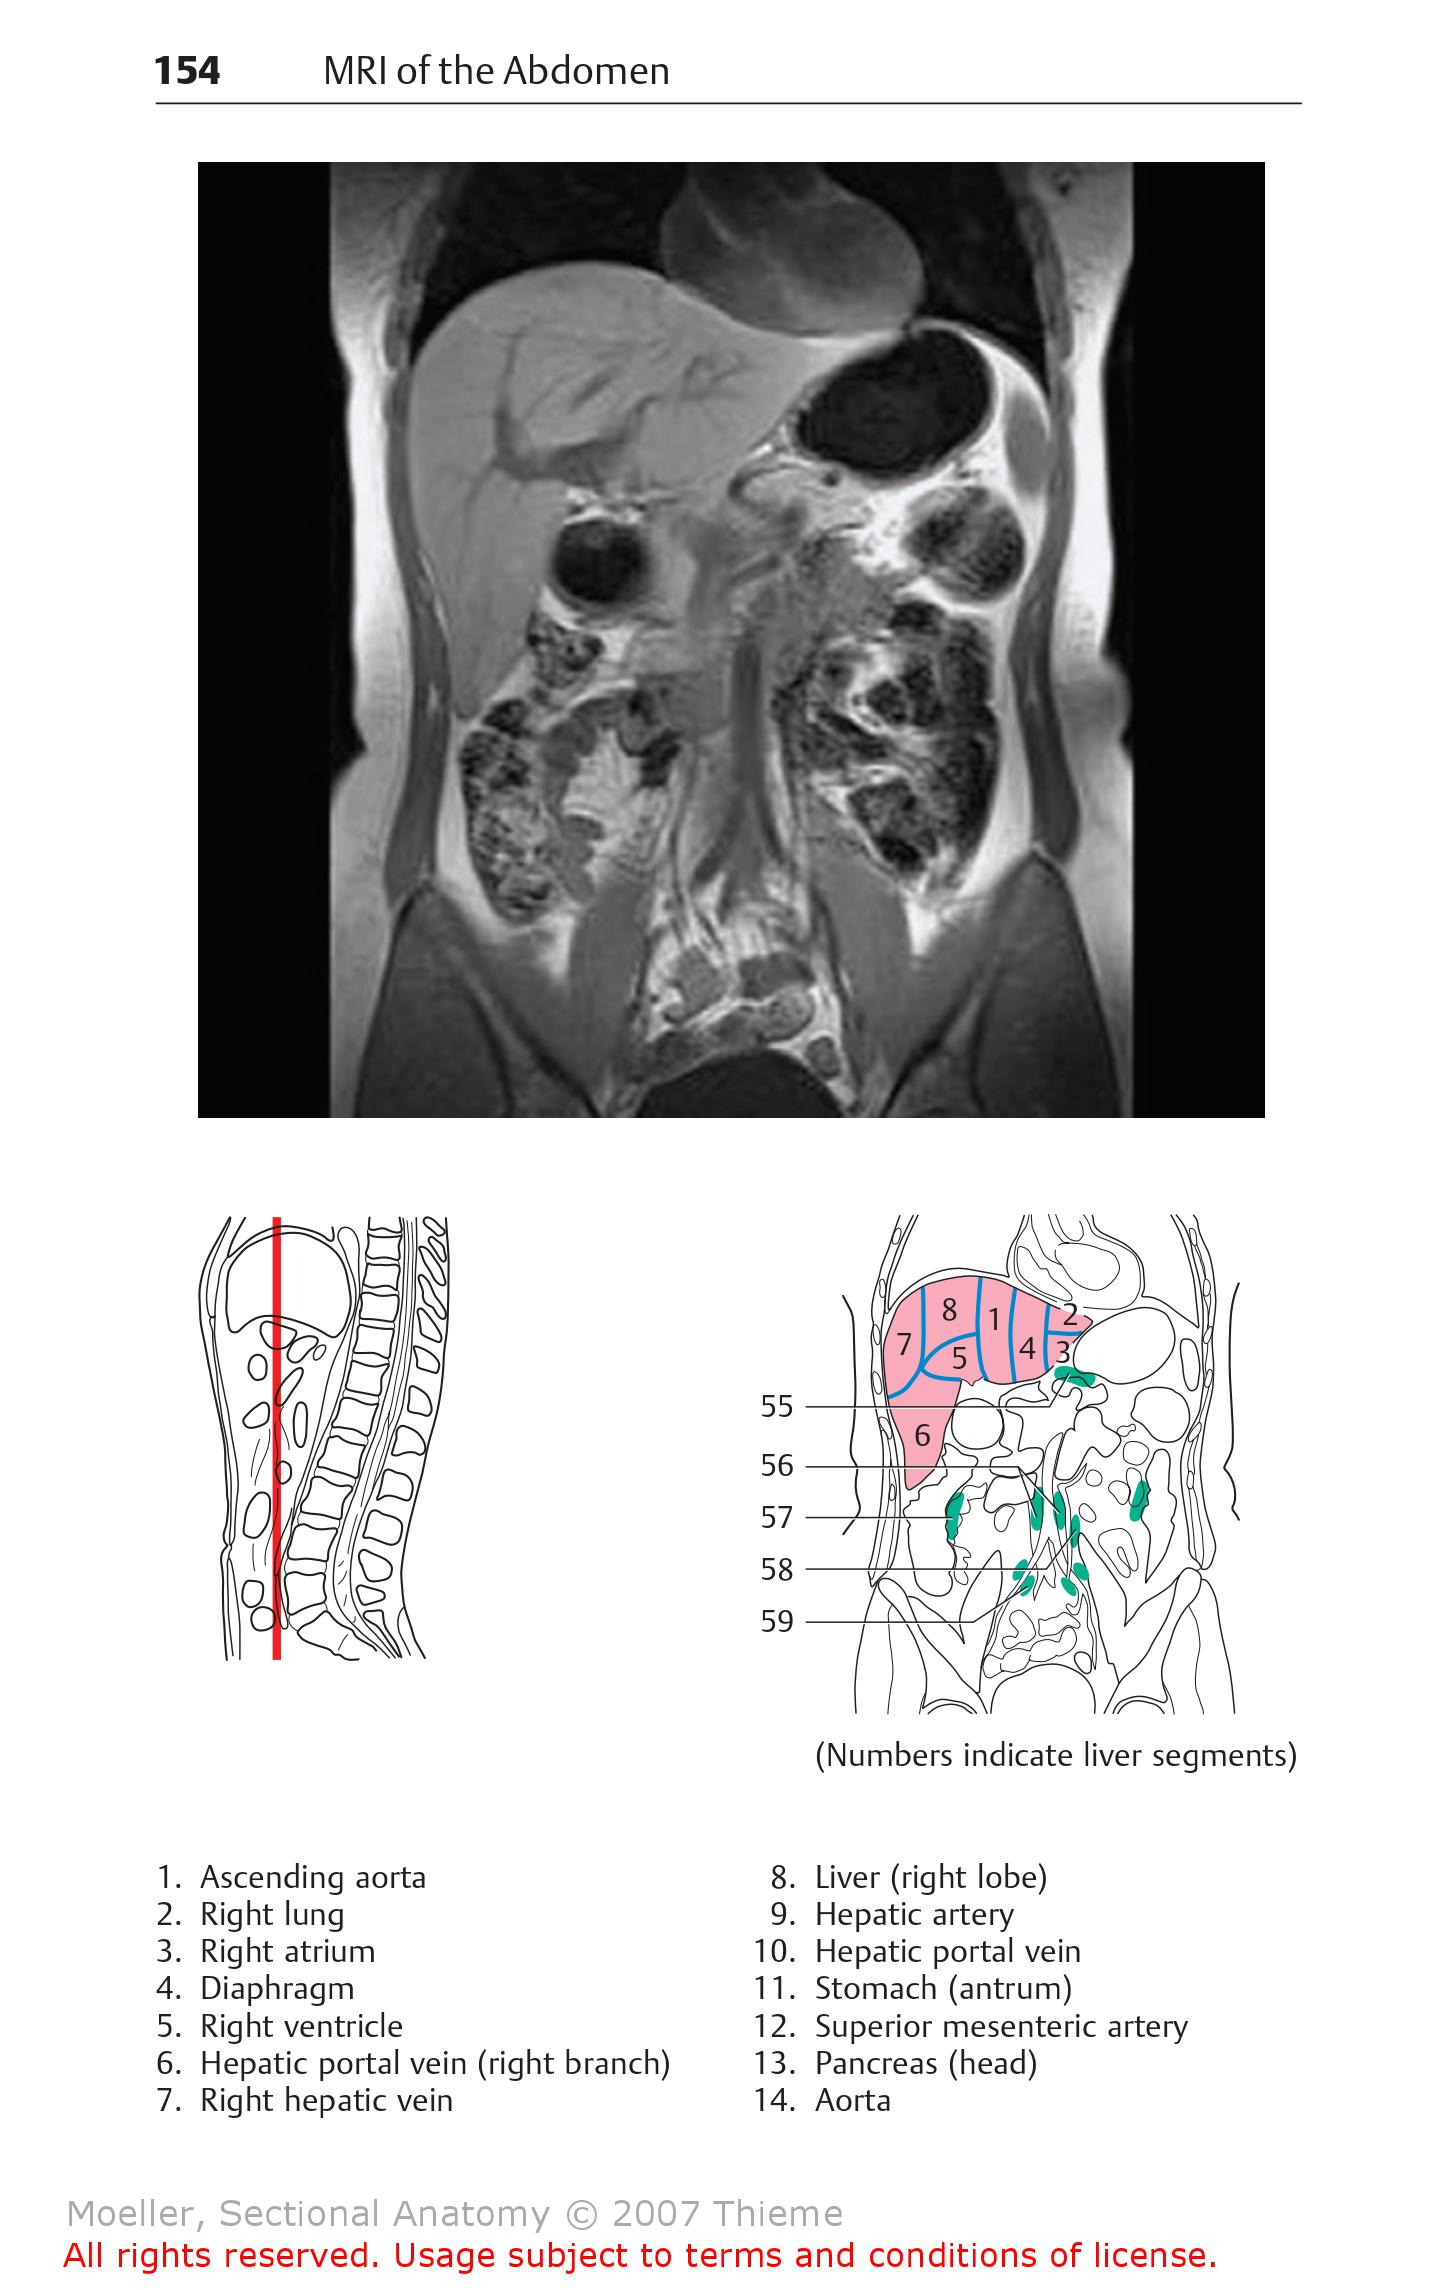 154 MRI of the Abdomen
8
1
2
7
5
4
3
6
55
56
57
58
59
(Numbers indicate liver segments)
1. Ascending aorta
2. Right lung
3. Right atrium
4. Diaphragm
5. Right ventricle
6. Hepatic portal vein (right branch)
7. Right hepatic vein
8. Liver (right lobe)
9. Hepatic artery
10. Hepatic portal vein
11. Stomach (antrum)
12. Superior mesenteric artery
13. Pancreas (head)
14. Aorta
Moeller, Sectional Anatomy © 2007 Thieme
All rights reserved. Usage subject to terms and conditions of license.